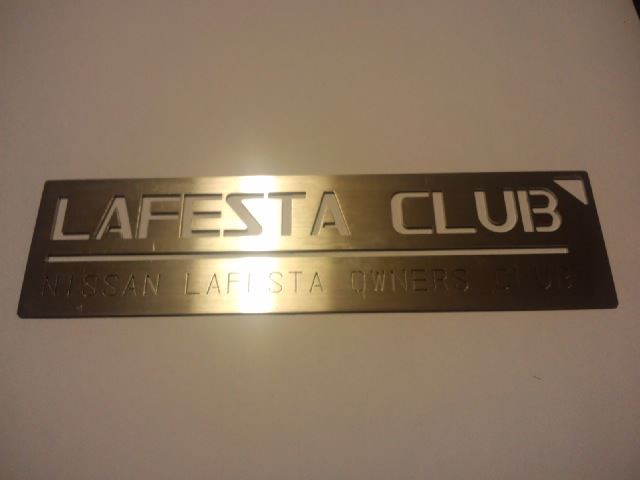 LAFESTA CLUB
NISSAN LAFESTA OWNERS CLUB